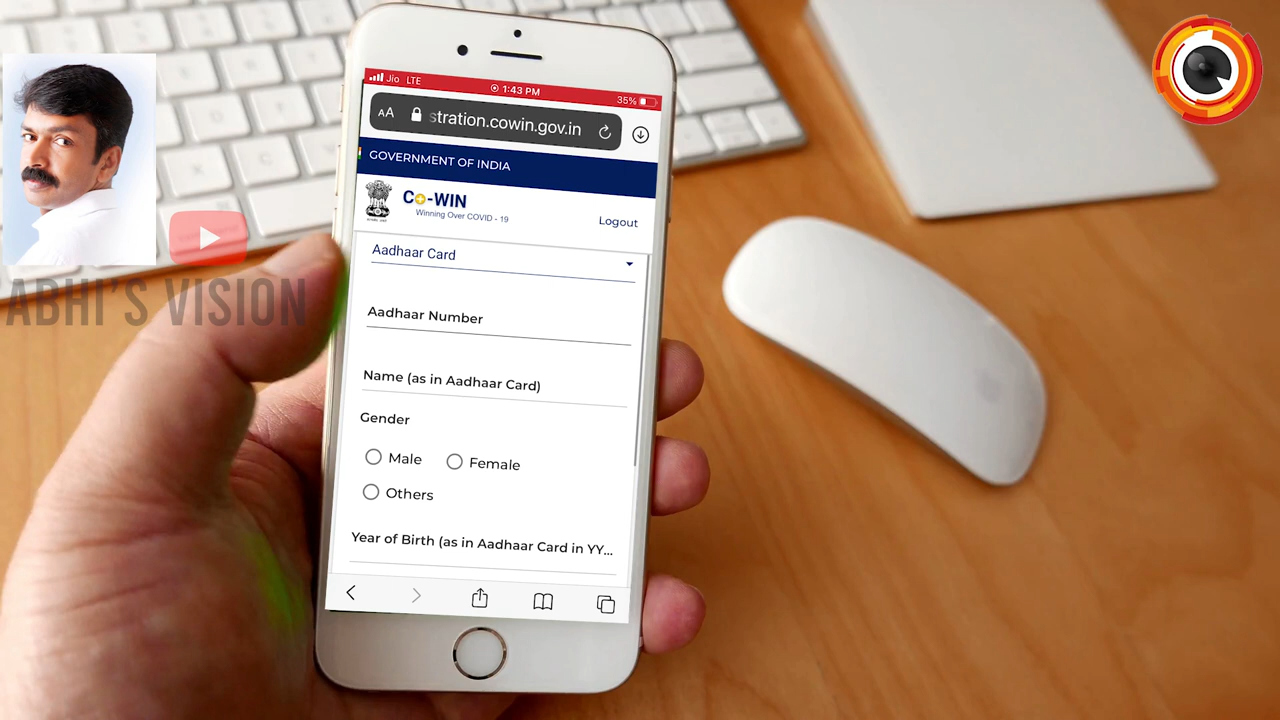 Jio LTE 1:43 PM 35%
AA stration.cowin.gov.in
GOVERNMENT OF INDIA
Co-WIN
Winning Over COVID - 19
Logout
Aadhaar Card
Aadhaar Number
Name (as in Aadhaar Card)
Gender
Male Female
Others
Year of Birth (as in Aadhaar Card in YY...
ABHI'S VISION